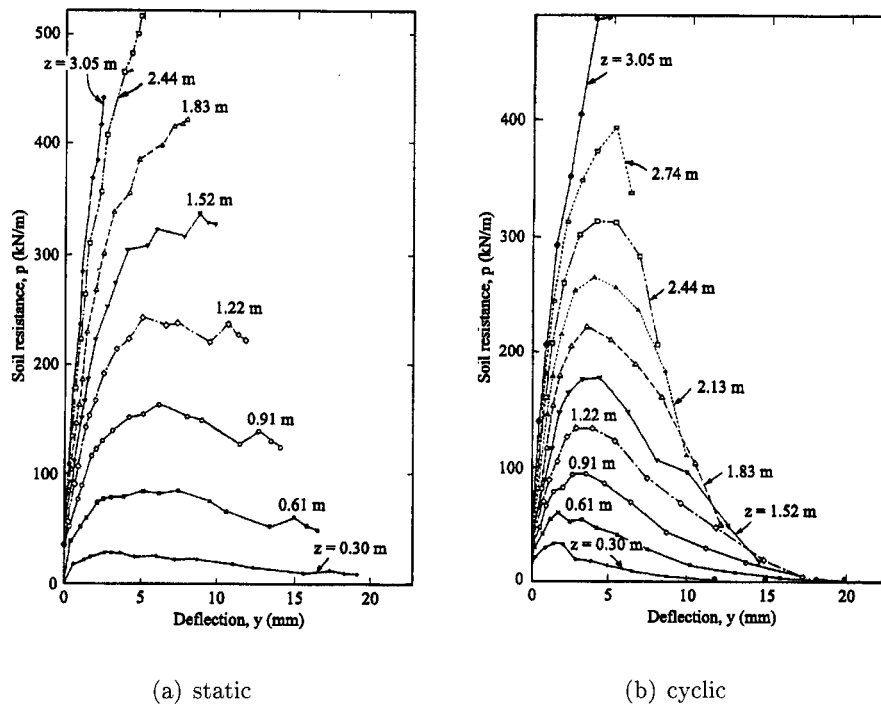 500
400
300
200
100
0
Soil resistance, p (kN/m)
z = 3.05 m
2.44 m
1.83 m
1.52 m
1.22 m
0.91 m
0.61 m
z = 0.30 m
0 5 10 15 20
Deflection, y (mm)
(a) static
400
300
200
100
0
Soil resistance, p (kN/m)
z = 3.05 m
2.74 m
2.44 m
2.13 m
1.83 m
z = 1.52 m
1.22 m
0.91 m
0.61 m
z = 0.30 m
0 5 10 15 20
Deflection, y (mm)
(b) cyclic